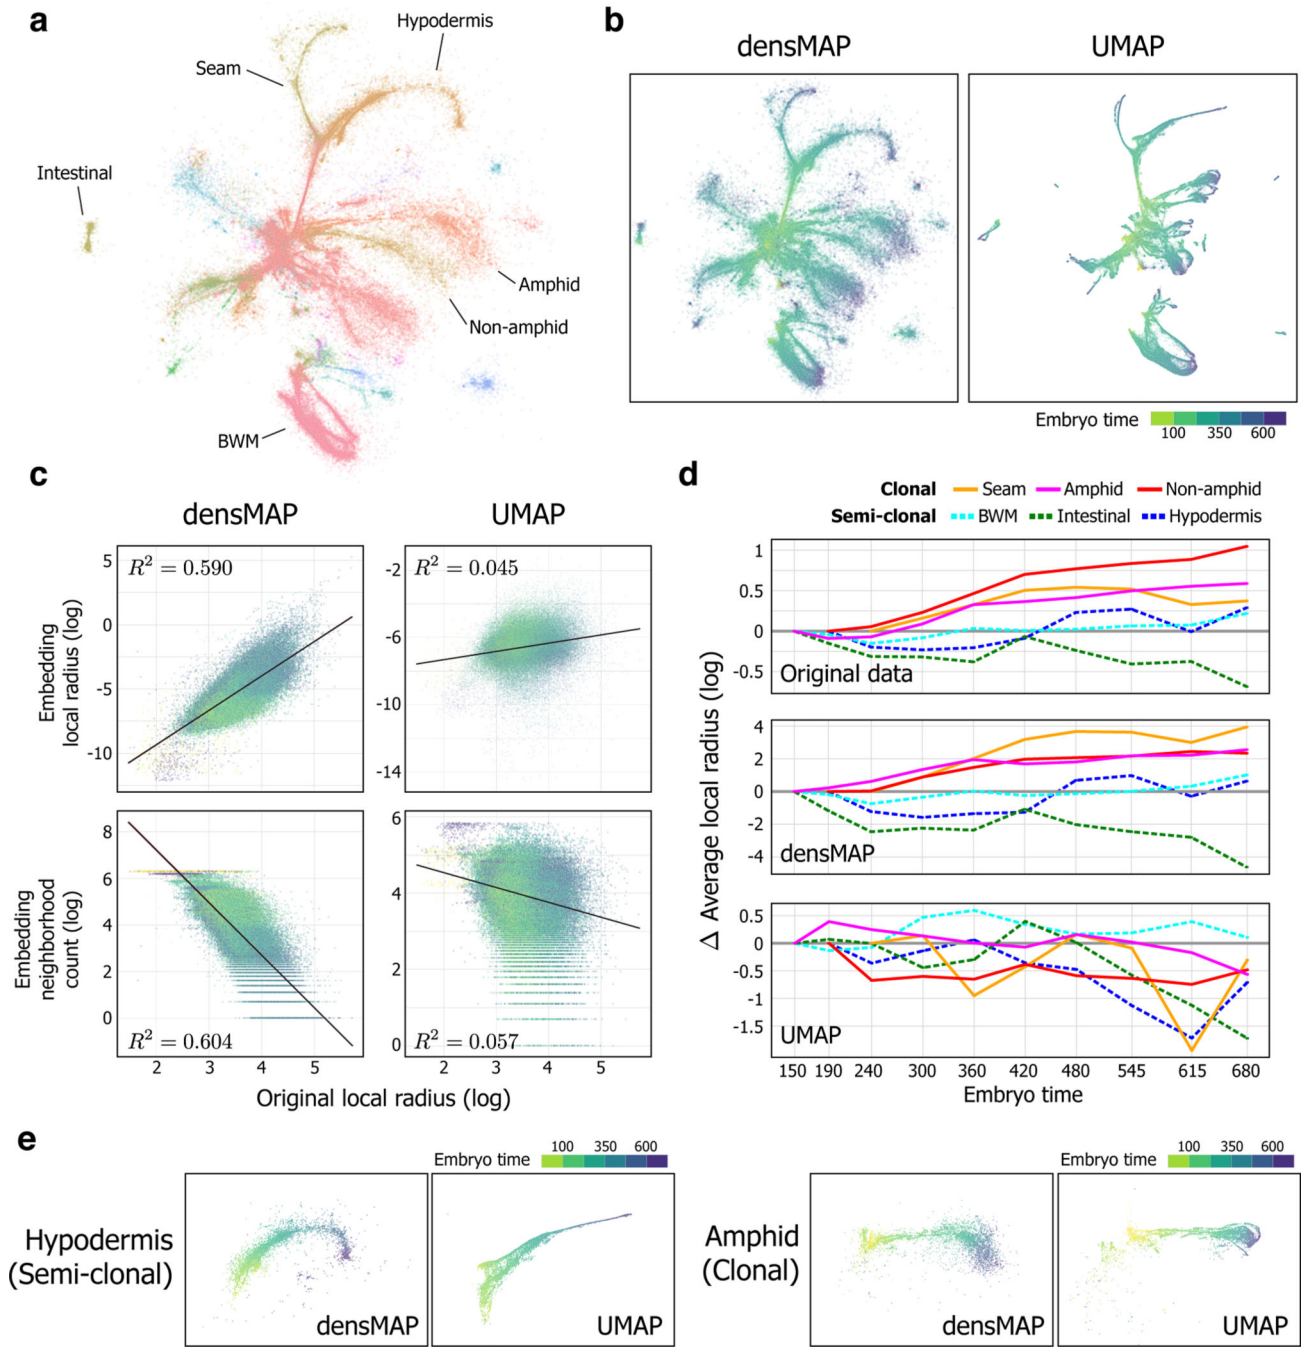 a
Hypodermis
Seam
Intestinal
Amphid
Non-amphid
BWM
b
densMAP
UMAP
Embryo time
100 350 600
c
densMAP
UMAP
R² = 0.590
R² = 0.045
Embedding
local radius (log)
5
0
-5
-10
-2
-6
-10
-14
Embedding
neighborhood
count (log)
8
6
4
2
0
R² = 0.604
6
4
2
0
R² = 0.057
2 3 4 5
2 3 4 5
Original local radius (log)
d
Clonal Seam Amphid Non-amphid
Semi-clonal BWM Intestinal Hypodermis
Δ Average local radius (log)
1
0.5
0
-0.5
Original data
4
2
0
-2
-4
densMAP
0.5
0
-0.5
-1
-1.5
UMAP
150 190 240 300 360 420 480 545 615 680
Embryo time
e
Embryo time
100 350 600
Hypodermis
(Semi-clonal)
densMAP
UMAP
Embryo time
100 350 600
Amphid
(Clonal)
densMAP
UMAP